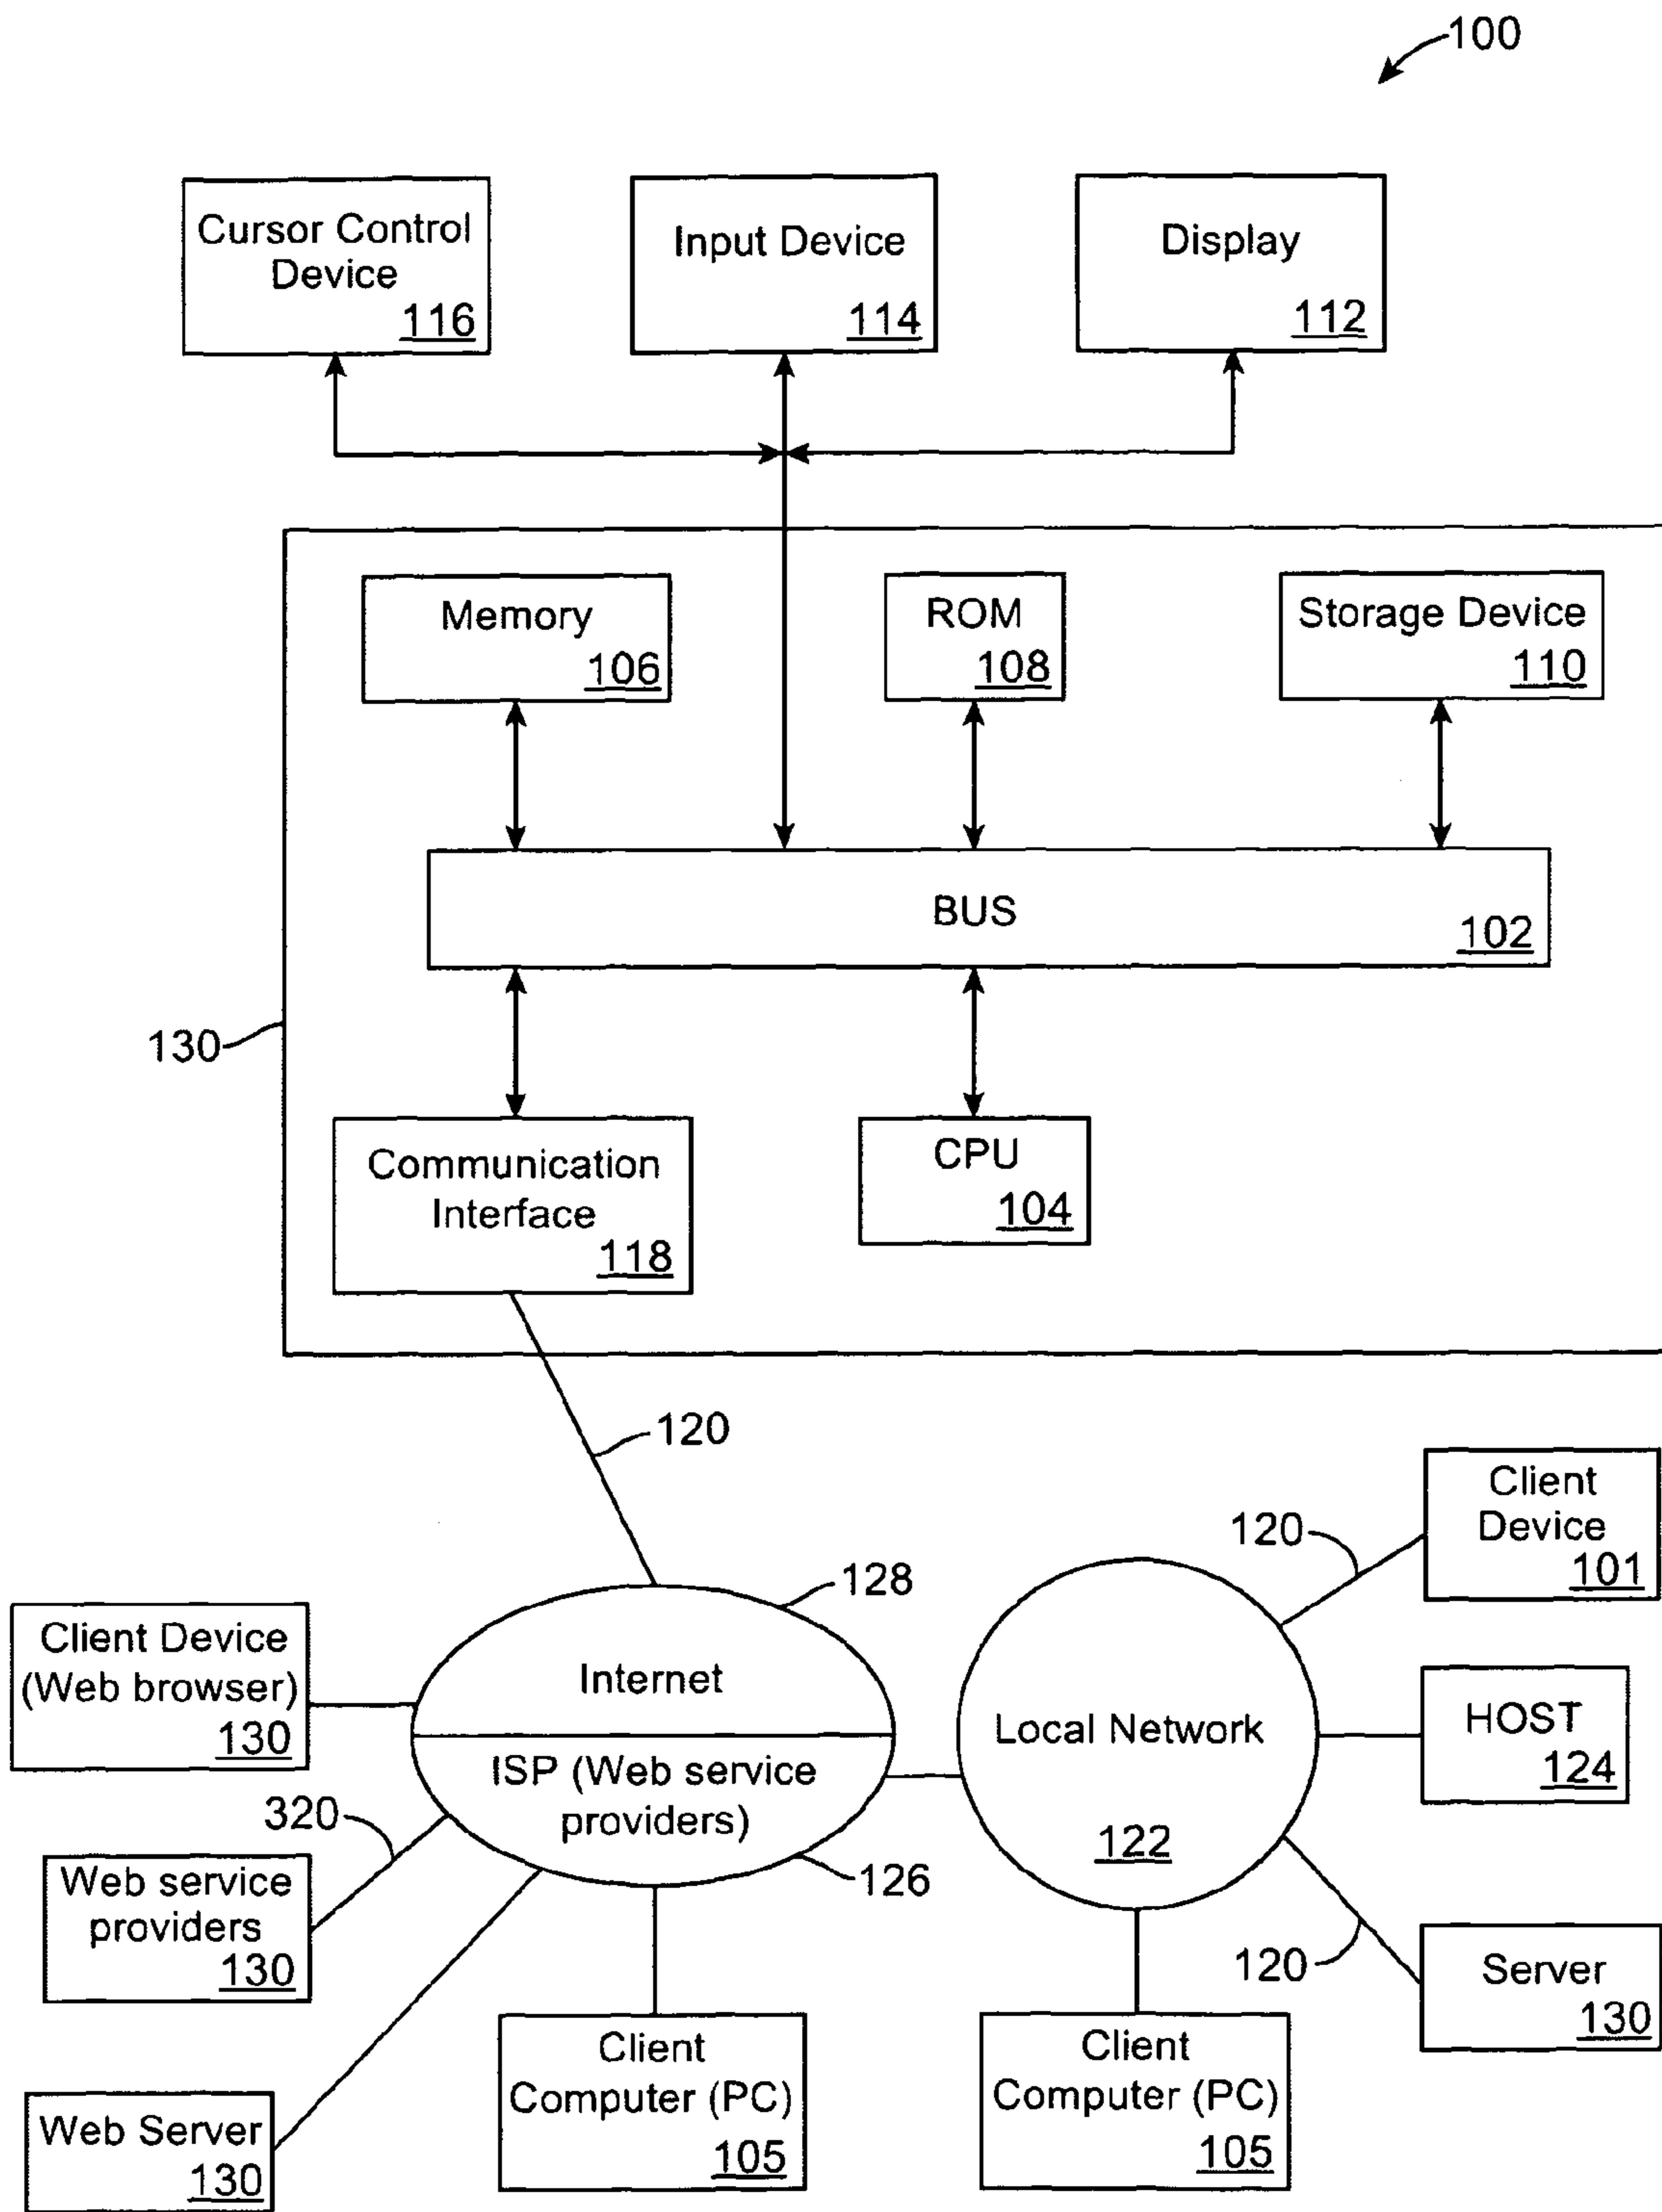 100
Cursor Control
Device
116
Input Device
114
Display
112
Memory
106
ROM
108
Storage Device
110
BUS
102
130
Communication
Interface
118
CPU
104
120
Client
Device
101
120
128
Internet
ISP (Web service
providers)
126
Client Device
(Web browser)
130
Local Network
122
HOST
124
320
Web service
providers
130
120
Server
130
Client
Computer (PC)
105
Client
Computer (PC)
105
Web Server
130